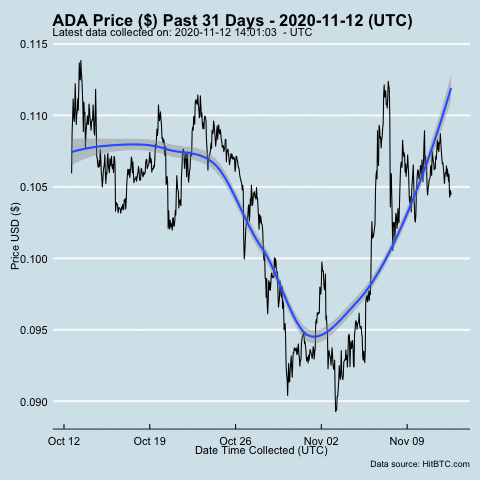 ADA Price ($) Past 31 Days - 2020-11-12 (UTC)
Latest data collected on: 2020-11-12 14:01:03 - UTC
0.115
0.110
0.105
0.100
0.095
0.090
Price USD ($)
Oct 12 Oct 19 Oct 26 Nov 02 Nov 09
Date Time Collected (UTC)
Data source: HitBTC.com